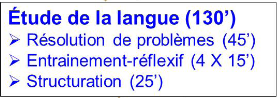 Étude de la langue (130’)
➢ Résolution de problèmes (45’)
➢ Entrainement-réflexif (4 X 15’)
➢ Structuration (25’)